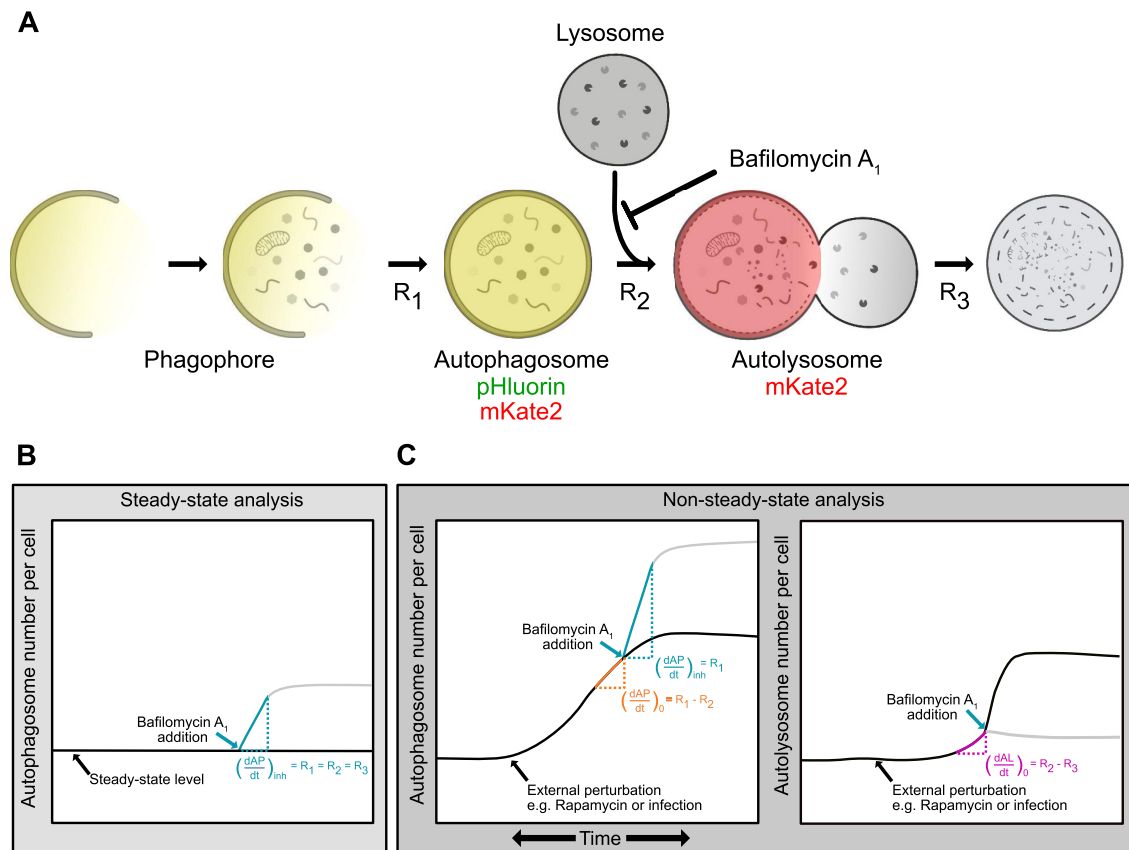 A
Lysosome
Bafilomycin A1
R1
R2
R3
Phagophore
Autophagosome
pHluorin
mKate2
Autolysosome
mKate2
B
Steady-state analysis
Autophagosome number per cell
Bafilomycin A1
addition
Steady-state level
(dAP/dt)inh = R1 = R2 = R3
C
Non-steady-state analysis
Autophagosome number per cell
Bafilomycin A1
addition
(dAP/dt)inh = R1
(dAP/dt)0 = R1 - R2
External perturbation
e.g. Rapamycin or infection
Time
Autolysosome number per cell
Bafilomycin A1
addition
(dAL/dt)0 = R2 - R3
External perturbation
e.g. Rapamycin or infection